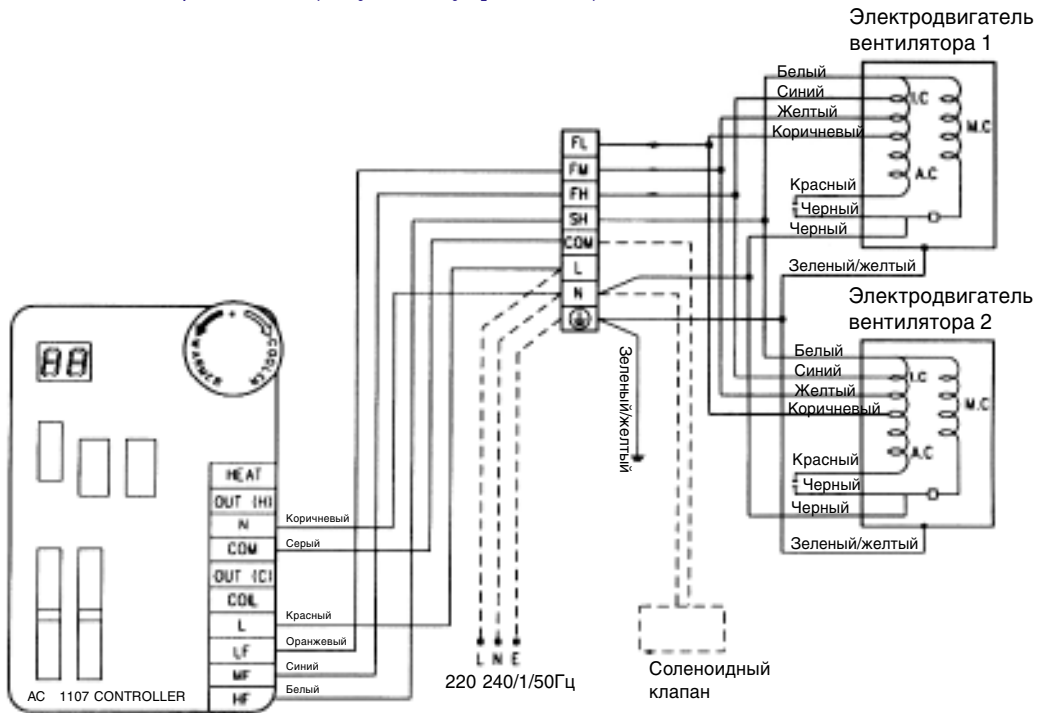 Электродвигатель
вентилятора 1
Белый
Синий
Желтый
Коричневый
I.C
M.C
A.C
Красный
Черный
Черный
Зеленый/желтый
FL
FM
FH
SH
COM
L
N
Электродвигатель
вентилятора 2
Белый
Синий
Желтый
Коричневый
I.C
M.C
A.C
Красный
Черный
Черный
Зеленый/желтый
Зеленый/желтый
WARMER
COOLER
88
HEAT
OUT (H)
N
COM
OUT (C)
COIL
L
LF
MF
HF
Коричневый
Серый
Красный
Оранжевый
Синий
Белый
AC 1107 CONTROLLER
L N E
220 240/1/50Гц
Соленоидный
клапан